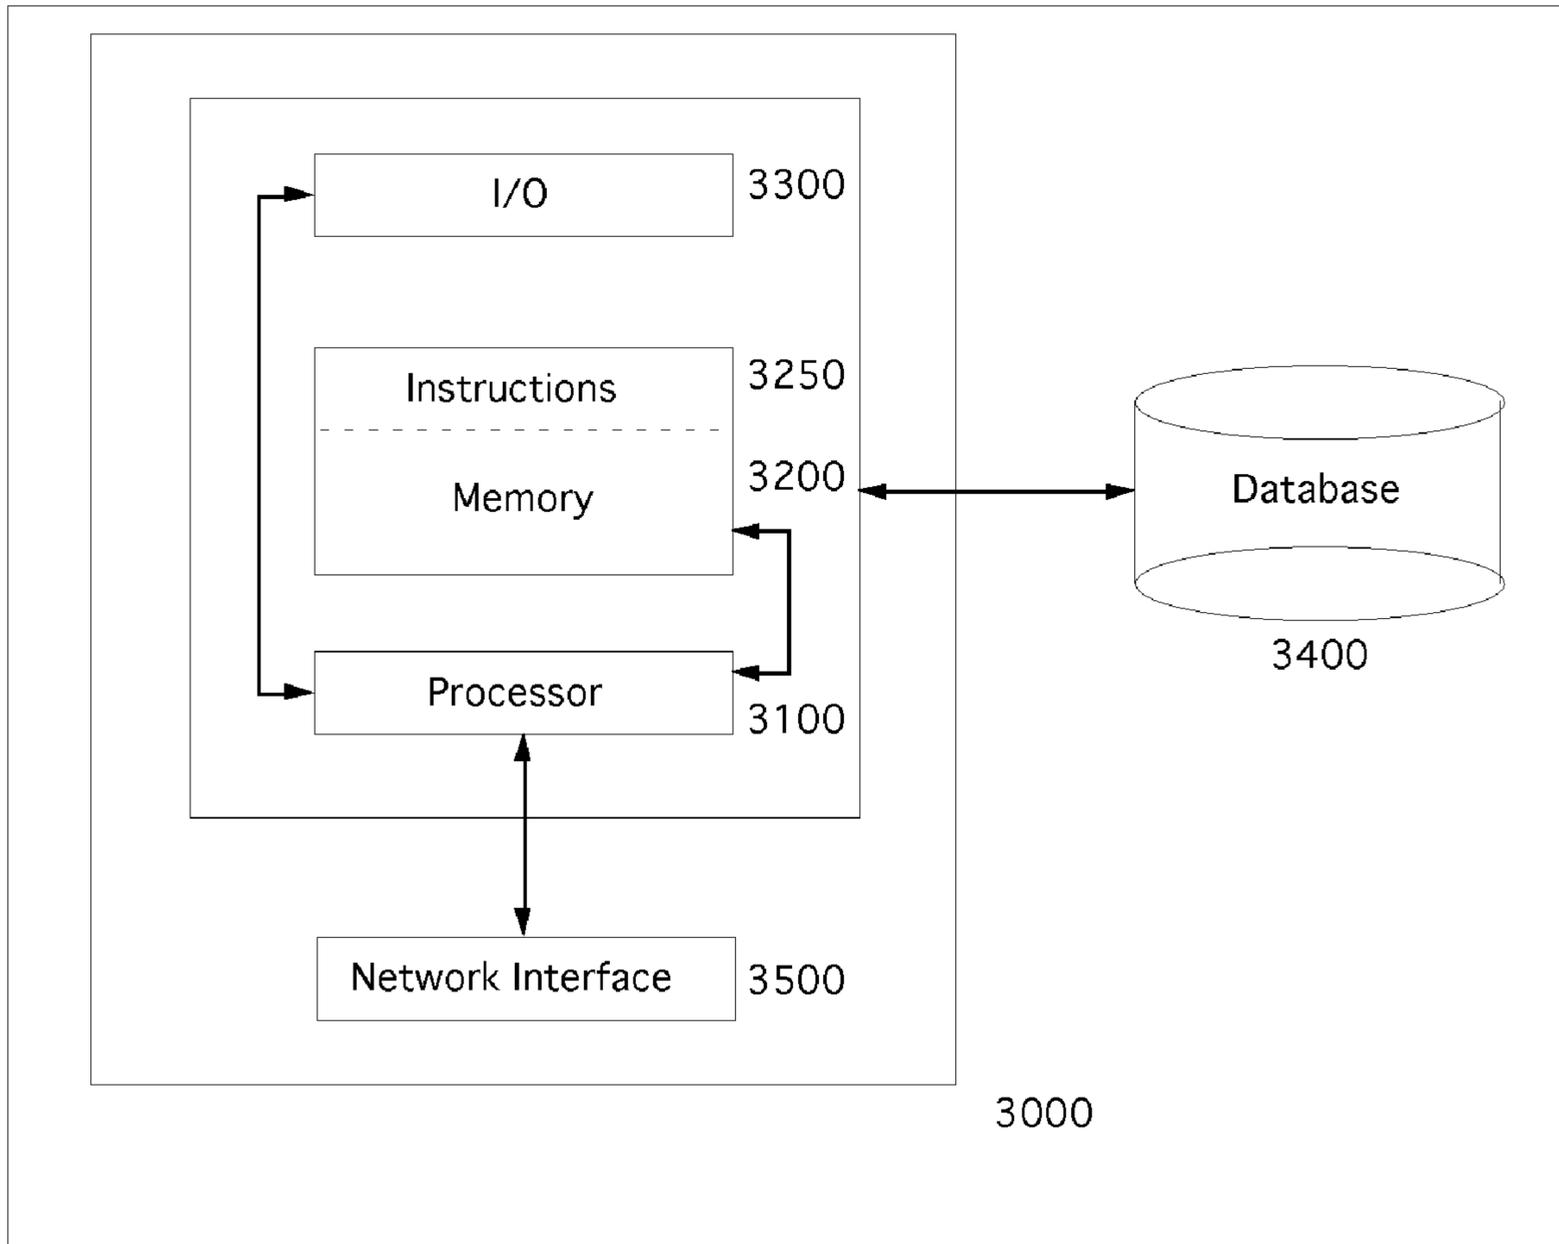 I/O
3300
Instructions
3250
Memory
3200
Database
3400
Processor
3100
Network Interface
3500
3000